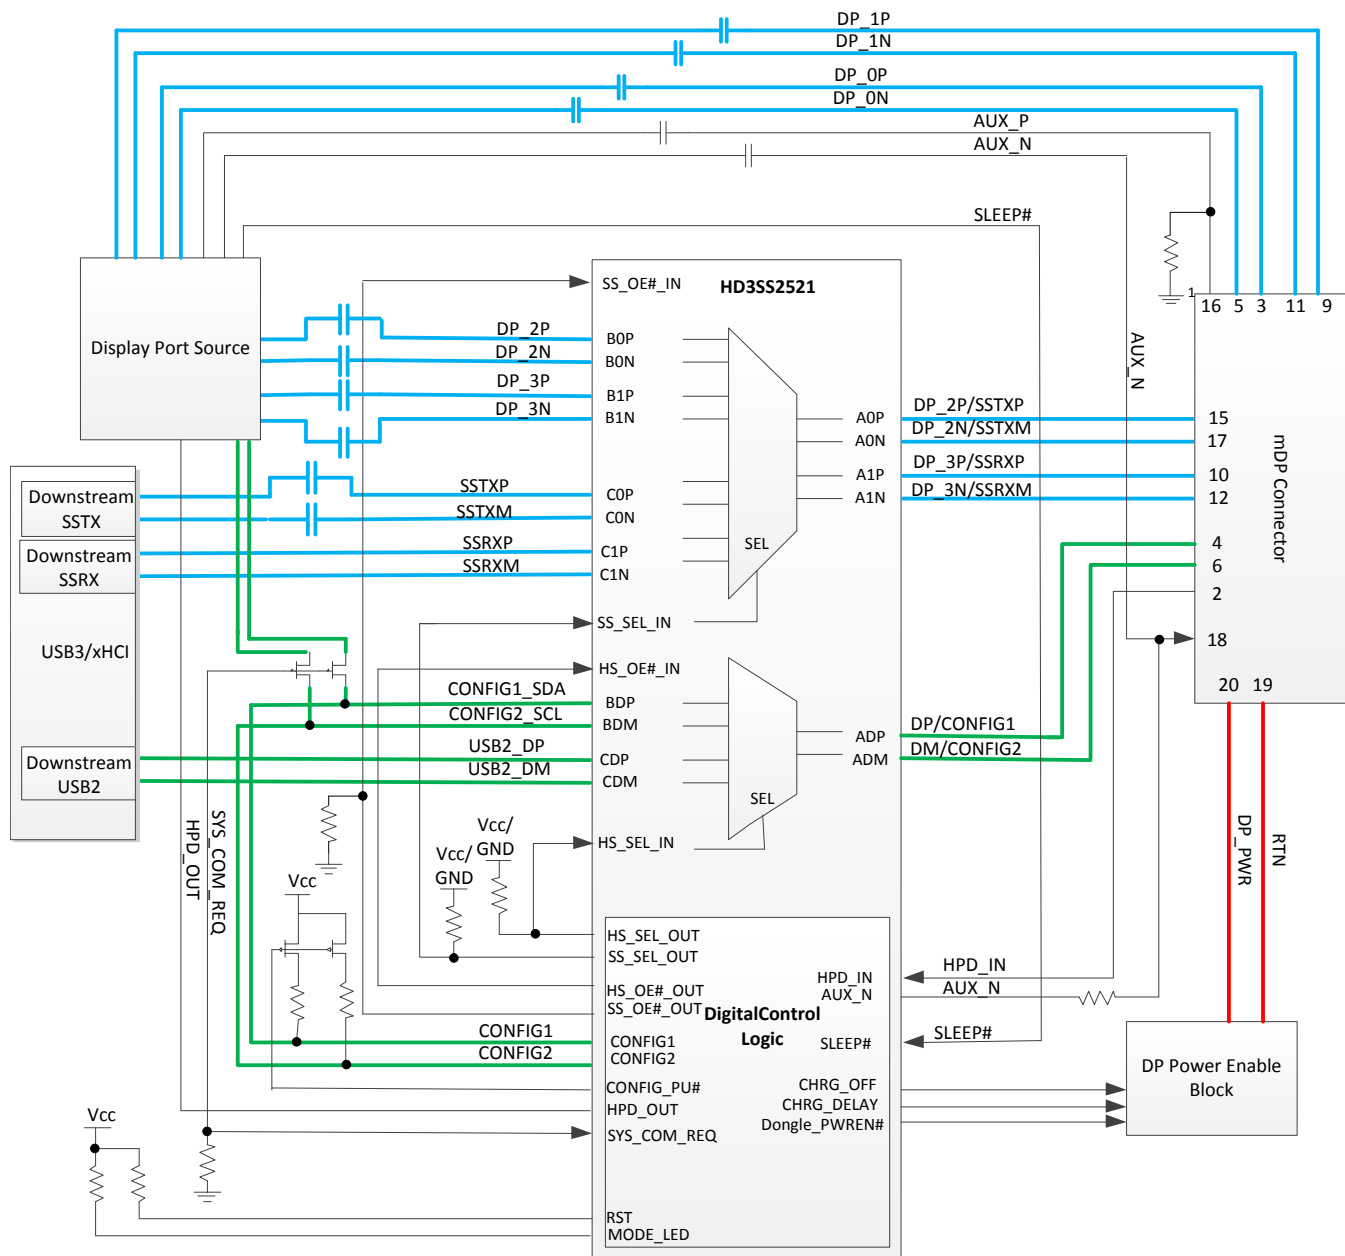 DP_1P
DP_1N
DP_0P
DP_0N
AUX_P
AUX_N
SLEEP#
Display Port Source
HD3SS2521
SS_OE#_IN
DP_2P
DP_2N
DP_3P
DP_3N
B0P
B0N
B1P
B1N
A0P
A0N
A1P
A1N
DP_2P/SSTXP
DP_2N/SSTXM
DP_3P/SSRXP
DP_3N/SSRXM
AUX_N
1
16
5
3
11
9
15
17
10
12
4
6
2
18
20
19
mDP Connector
Downstream
SSTX
Downstream
SSRX
USB3/xHCI
Downstream
USB2
SSTXP
SSTXM
SSRXP
SSRXM
C0P
C0N
C1P
C1N
SEL
SS_SEL_IN
HS_OE#_IN
CONFIG1_SDA
CONFIG2_SCL
USB2_DP
USB2_DM
BDP
BDM
CDP
CDM
ADP
ADM
DP/CONFIG1
DM/CONFIG2
SEL
HS_SEL_IN
SYS_COM_REQ
HPD_OUT
Vcc/
GND
Vcc/
GND
Vcc
DP_PWR
RTN
HS_SEL_OUT
SS_SEL_OUT
HS_OE#_OUT
SS_OE#_OUT
DigitalControl
Logic
HPD_IN
AUX_N
SLEEP#
HPD_IN
AUX_N
SLEEP#
CONFIG1
CONFIG2
CONFIG1
CONFIG2
CONFIG_PU#
HPD_OUT
SYS_COM_REQ
CHRG_OFF
CHRG_DELAY
Dongle_PWREN#
DP Power Enable
Block
Vcc
RST
MODE_LED